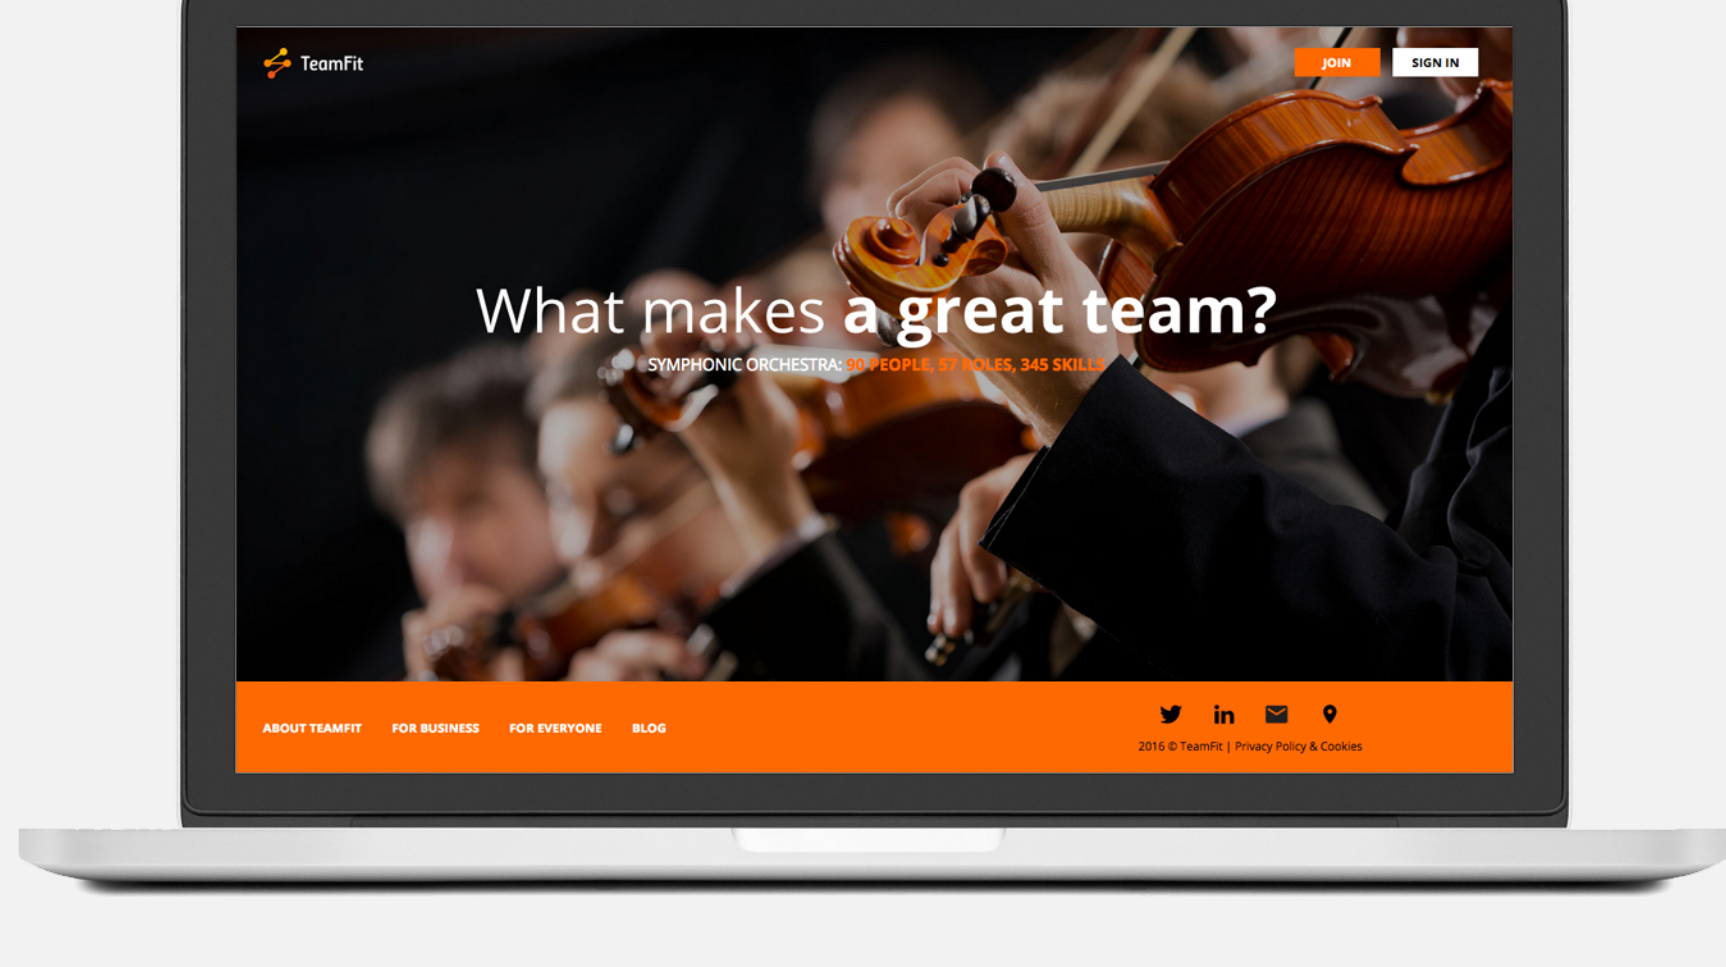 TeamFit
JOIN
SIGN IN
What makes a great team?
SYMPHONIC ORCHESTRA: 90 PEOPLE, 57 ROLES, 345 SKILLS
ABOUT TEAMFIT
FOR BUSINESS
FOR EVERYONE
BLOG
in
2016 © TeamFit | Privacy Policy & Cookies